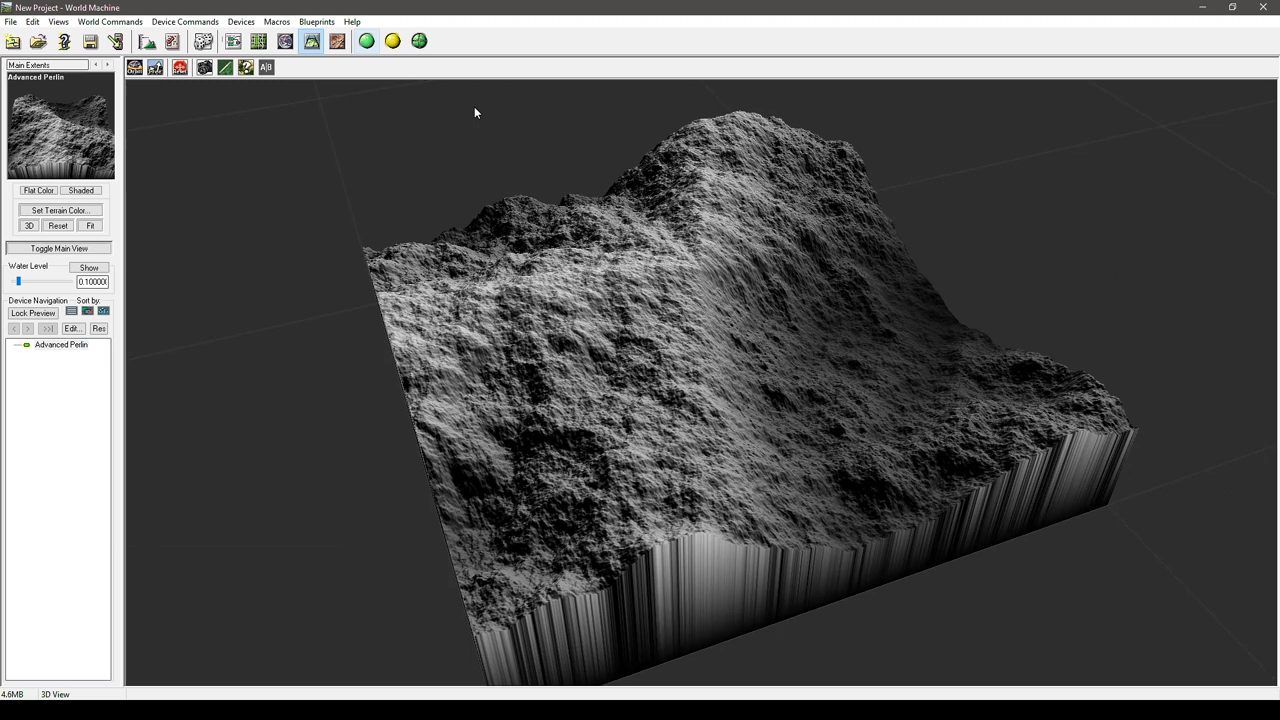 New Project - World Machine
File Edit Views World Commands Device Commands Devices Macros Blueprints Help
Main Extents
A|B
Advanced Perlin
Flat Color Shaded
Set Terrain Color...
3D Reset Fit
Toggle Main View
Water Level Show
0.10000
Device Navigation Sort by:
Lock Preview
Edit... Res
Advanced Perlin
4.6MB 3D View